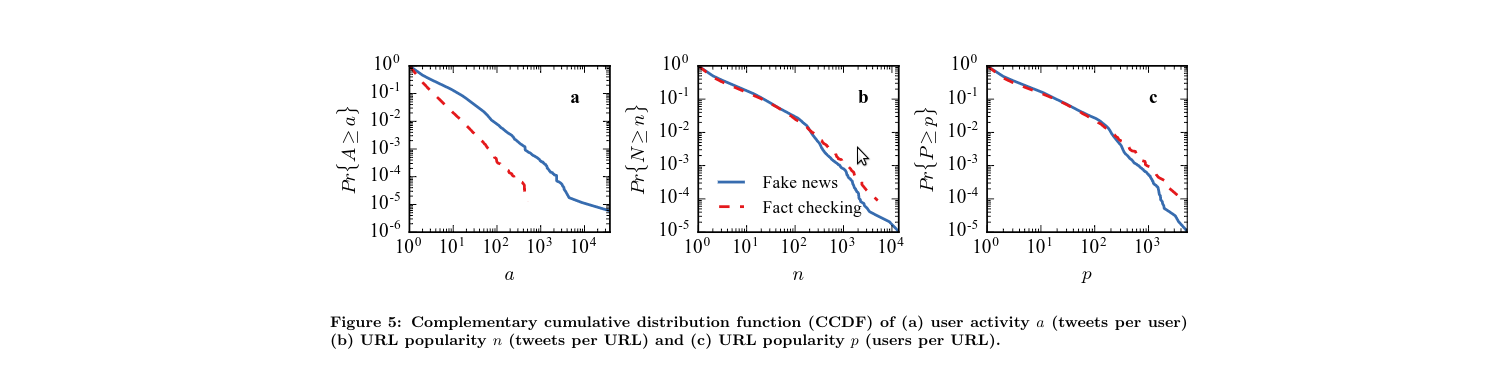 10^0
10^-1
10^-2
10^-3
10^-4
10^-5
10^-6
Pr{A ≥ a}
a
10^0 10^1 10^2 10^3 10^4
a
10^0
10^-1
10^-2
10^-3
10^-4
10^-5
Pr{N ≥ n}
b
Fake news
Fact checking
10^0 10^1 10^2 10^3 10^4
n
10^0
10^-1
10^-2
10^-3
10^-4
10^-5
Pr{P ≥ p}
c
10^0 10^1 10^2 10^3
p
Figure 5: Complementary cumulative distribution function (CCDF) of (a) user activity a (tweets per user)
(b) URL popularity n (tweets per URL) and (c) URL popularity p (users per URL).